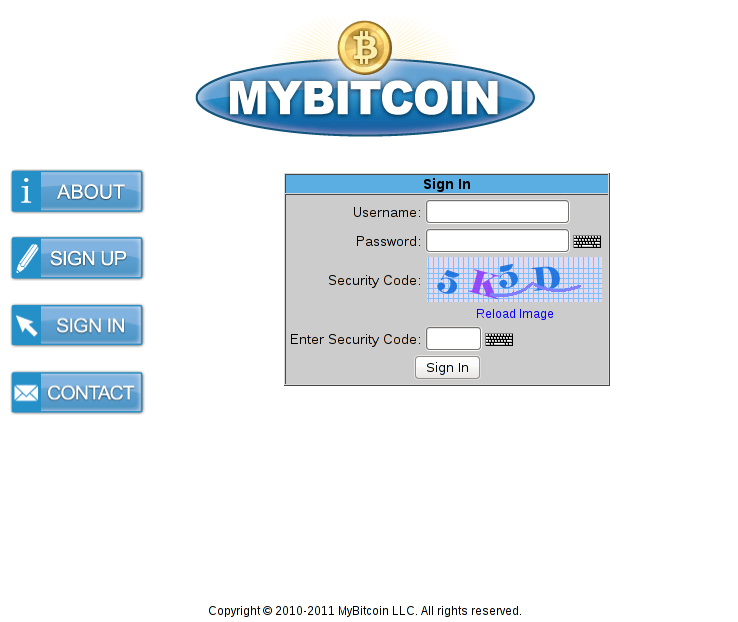 MYBITCOIN
ABOUT
SIGN UP
SIGN IN
CONTACT
Sign In
Username:
Password:
Security Code: 5K5D
Reload Image
Enter Security Code:
Sign In
Copyright © 2010-2011 MyBitcoin LLC. All rights reserved.